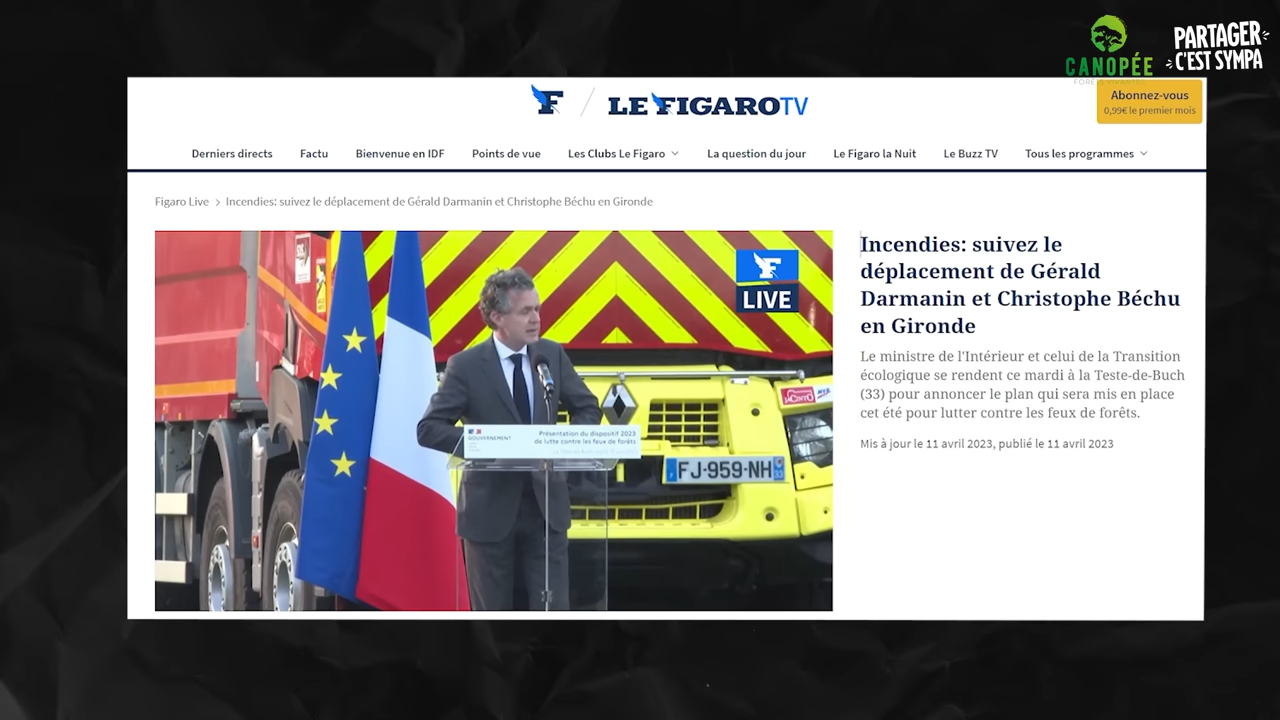 CANOPÉE
PARTAGER
C'EST SYMPA
Abonnez-vous
0,99€ le premier mois
F / LE FIGARO TV
Derniers directs Factu Bienvenue en IDF Points de vue Les Clubs Le Figaro La question du jour Le Figaro la Nuit Le Buzz TV Tous les programmes
Figaro Live > Incendies: suivez le déplacement de Gérald Darmanin et Christophe Béchu en Gironde
F
LIVE
GOUVERNEMENT
Présentation du dispositif 2023
de lutte contre les feux de forêts
FJ-959-NH
Incendies: suivez le
déplacement de Gérald
Darmanin et Christophe Béchu
en Gironde
Le ministre de l'Intérieur et celui de la Transition
écologique se rendent ce mardi à la Teste-de-Buch
(33) pour annoncer le plan qui sera mis en place
cet été pour lutter contre les feux de forêts.
Mis à jour le 11 avril 2023, publié le 11 avril 2023